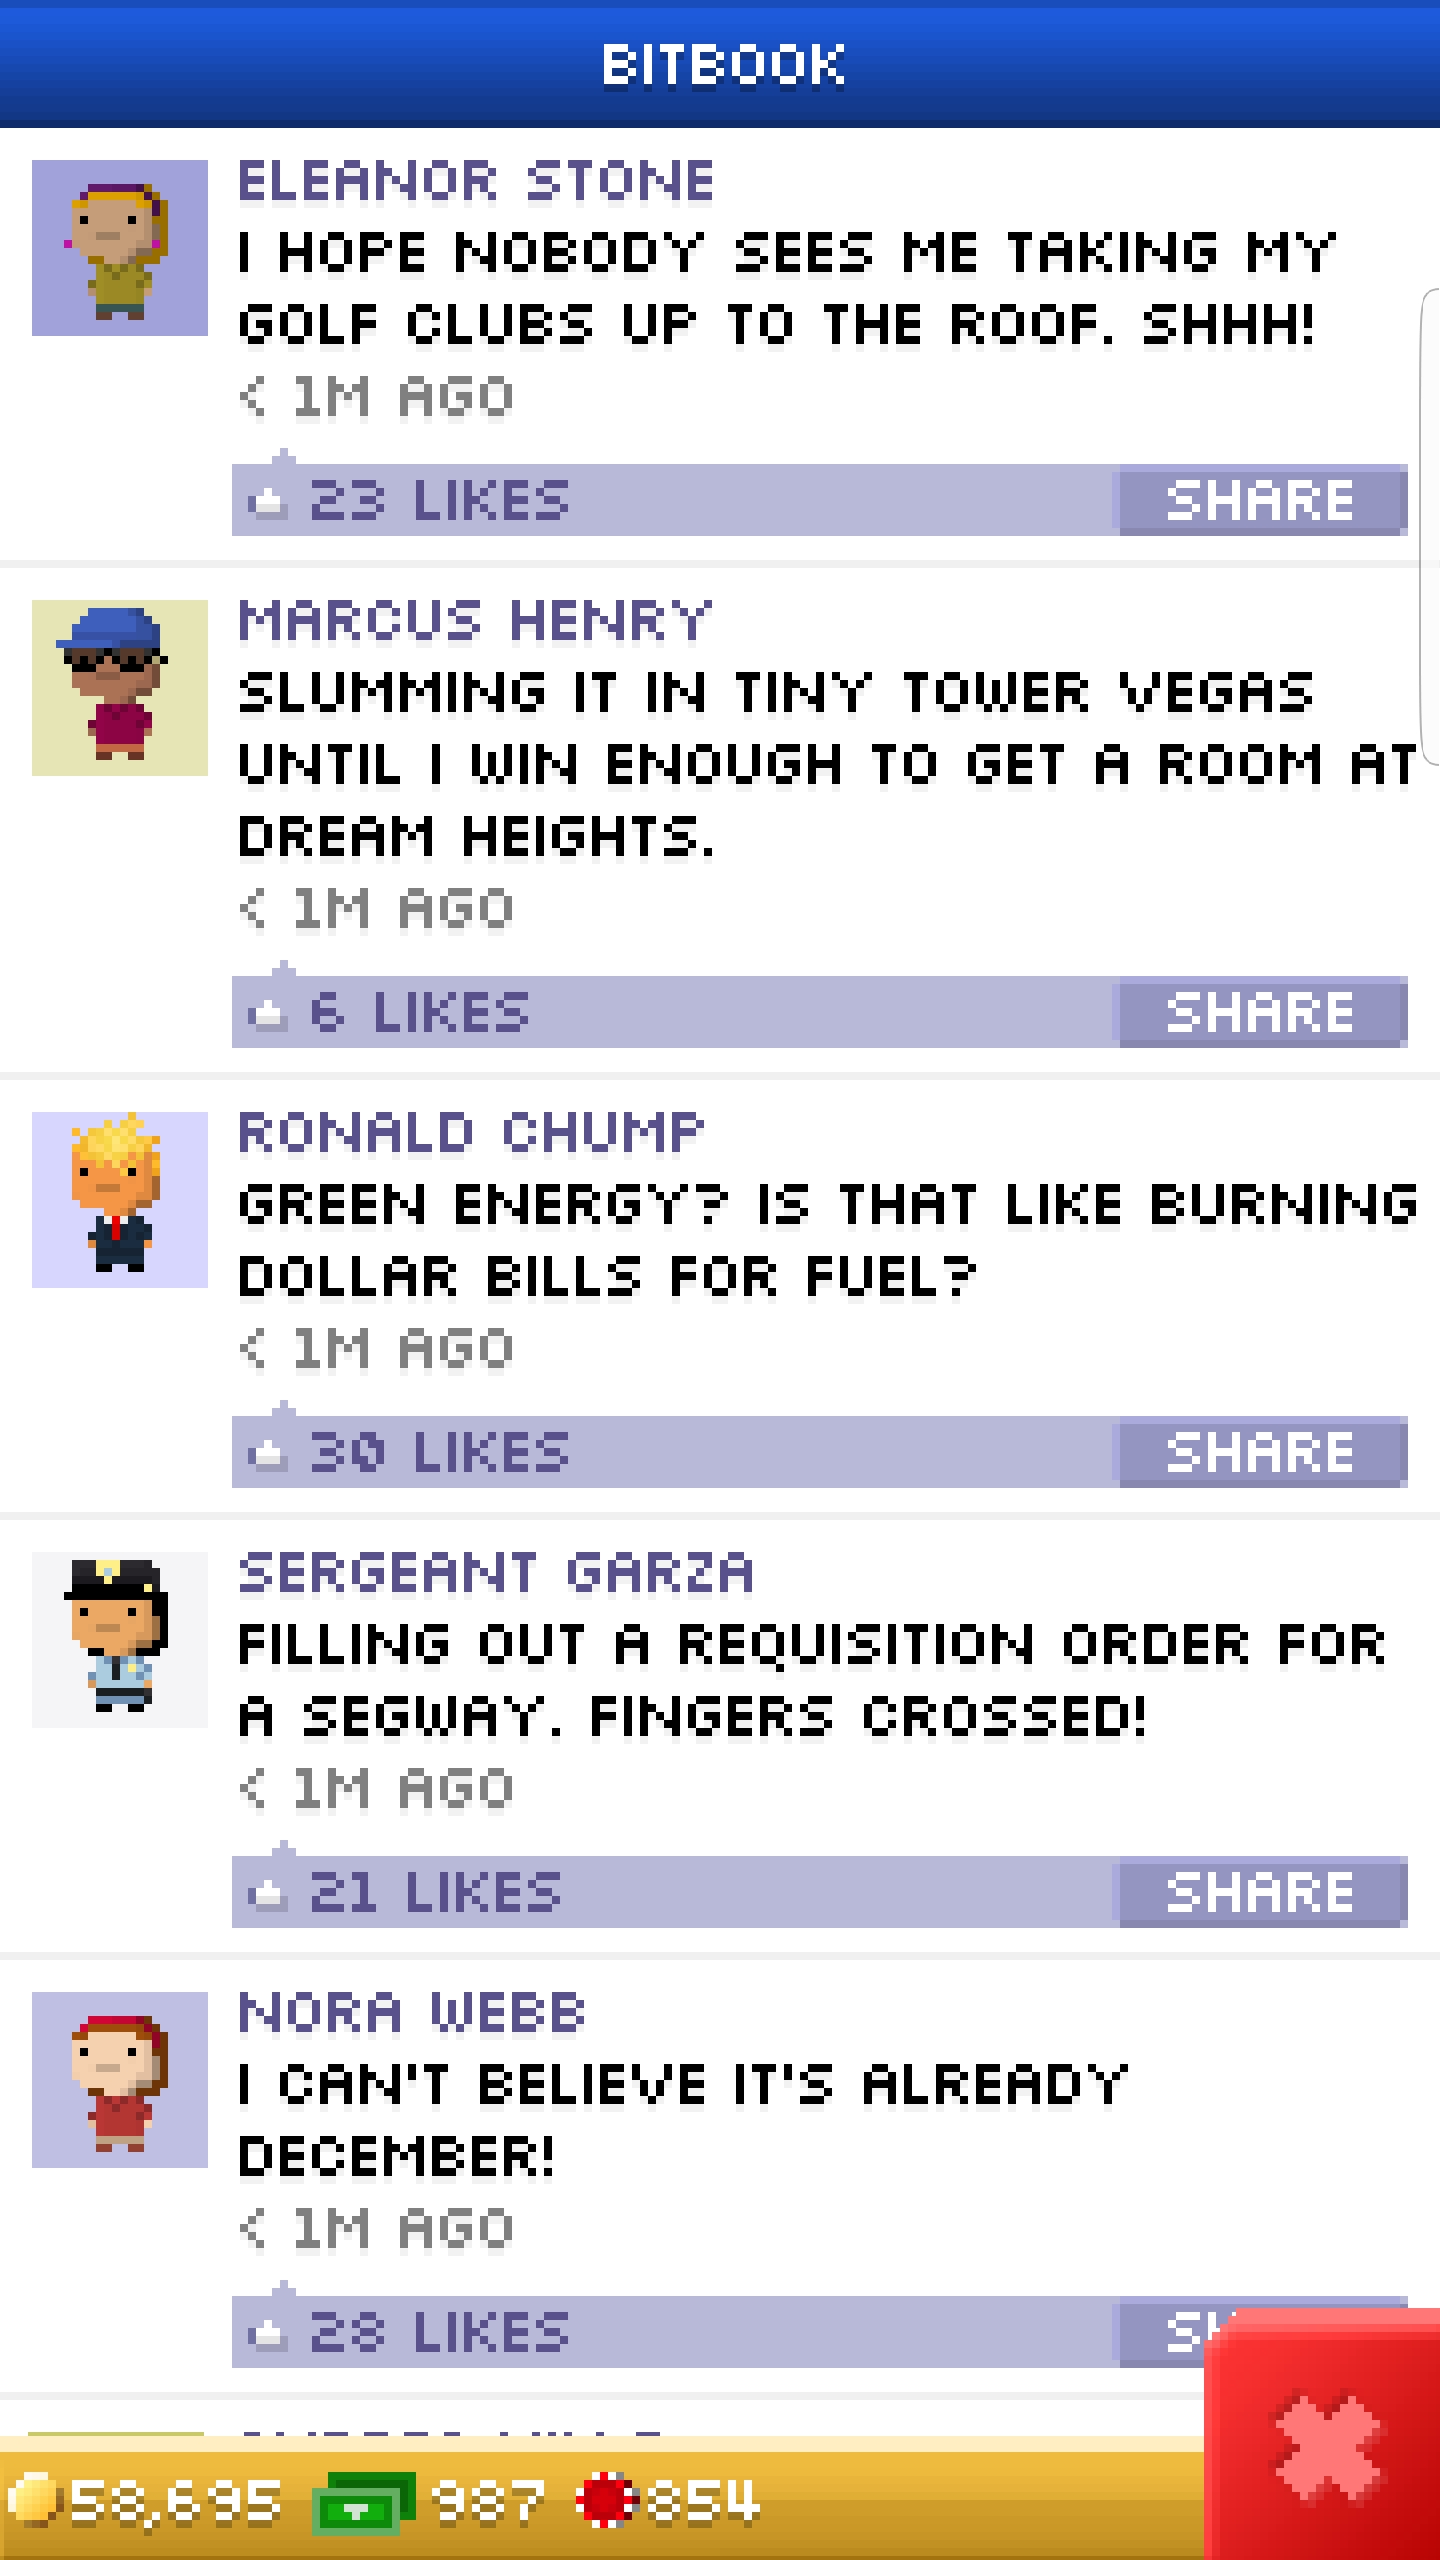 BITBOOK
ELEANOR STONE
I HOPE NOBODY SEES ME TAKING MY
GOLF CLUBS UP TO THE ROOF. SHHH!
< 1M AGO
23 LIKES SHARE
MARCUS HENRY
SLUMMING IT IN TINY TOWER VEGAS
UNTIL I WIN ENOUGH TO GET A ROOM AT
DREAM HEIGHTS.
< 1M AGO
6 LIKES SHARE
RONALD CHUMP
GREEN ENERGY? IS THAT LIKE BURNING
DOLLAR BILLS FOR FUEL?
< 1M AGO
30 LIKES SHARE
SERGEANT GARZA
FILLING OUT A REQUISITION ORDER FOR
A SEGWAY. FINGERS CROSSED!
< 1M AGO
21 LIKES SHARE
NORA WEBB
I CAN'T BELIEVE IT'S ALREADY
DECEMBER!
< 1M AGO
28 LIKES
58,695 987 854